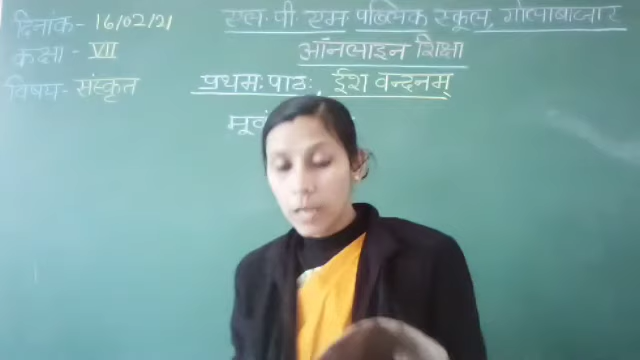 दिनांक- 16/02/21
एस॰ पी॰ एम॰ पब्लिक स्कूल, गोलाबाजार
कक्षा - VII
ऑनलाइन शिक्षा
विषय- संस्कृत
प्रथमः पाठः, ईश वन्दनम्